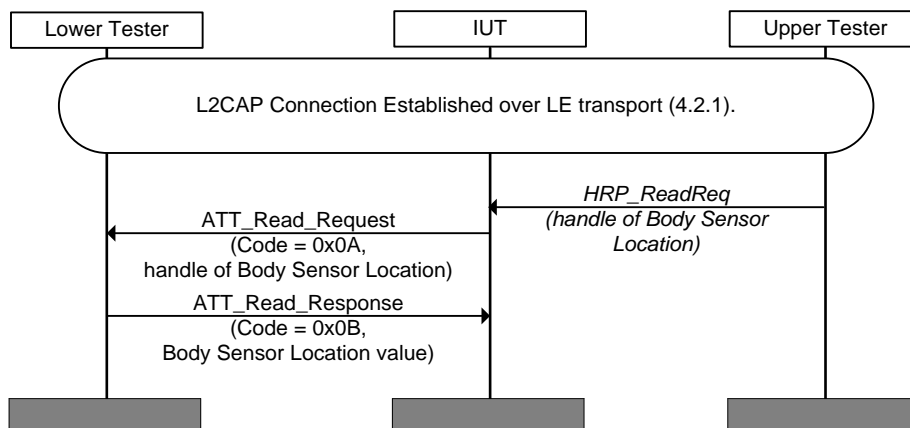 Lower Tester
IUT
Upper Tester
L2CAP Connection Established over LE transport (4.2.1).
HRP_ReadReq
(handle of Body Sensor
Location)
ATT_Read_Request
(Code = 0x0A,
handle of Body Sensor Location)
ATT_Read_Response
(Code = 0x0B,
Body Sensor Location value)